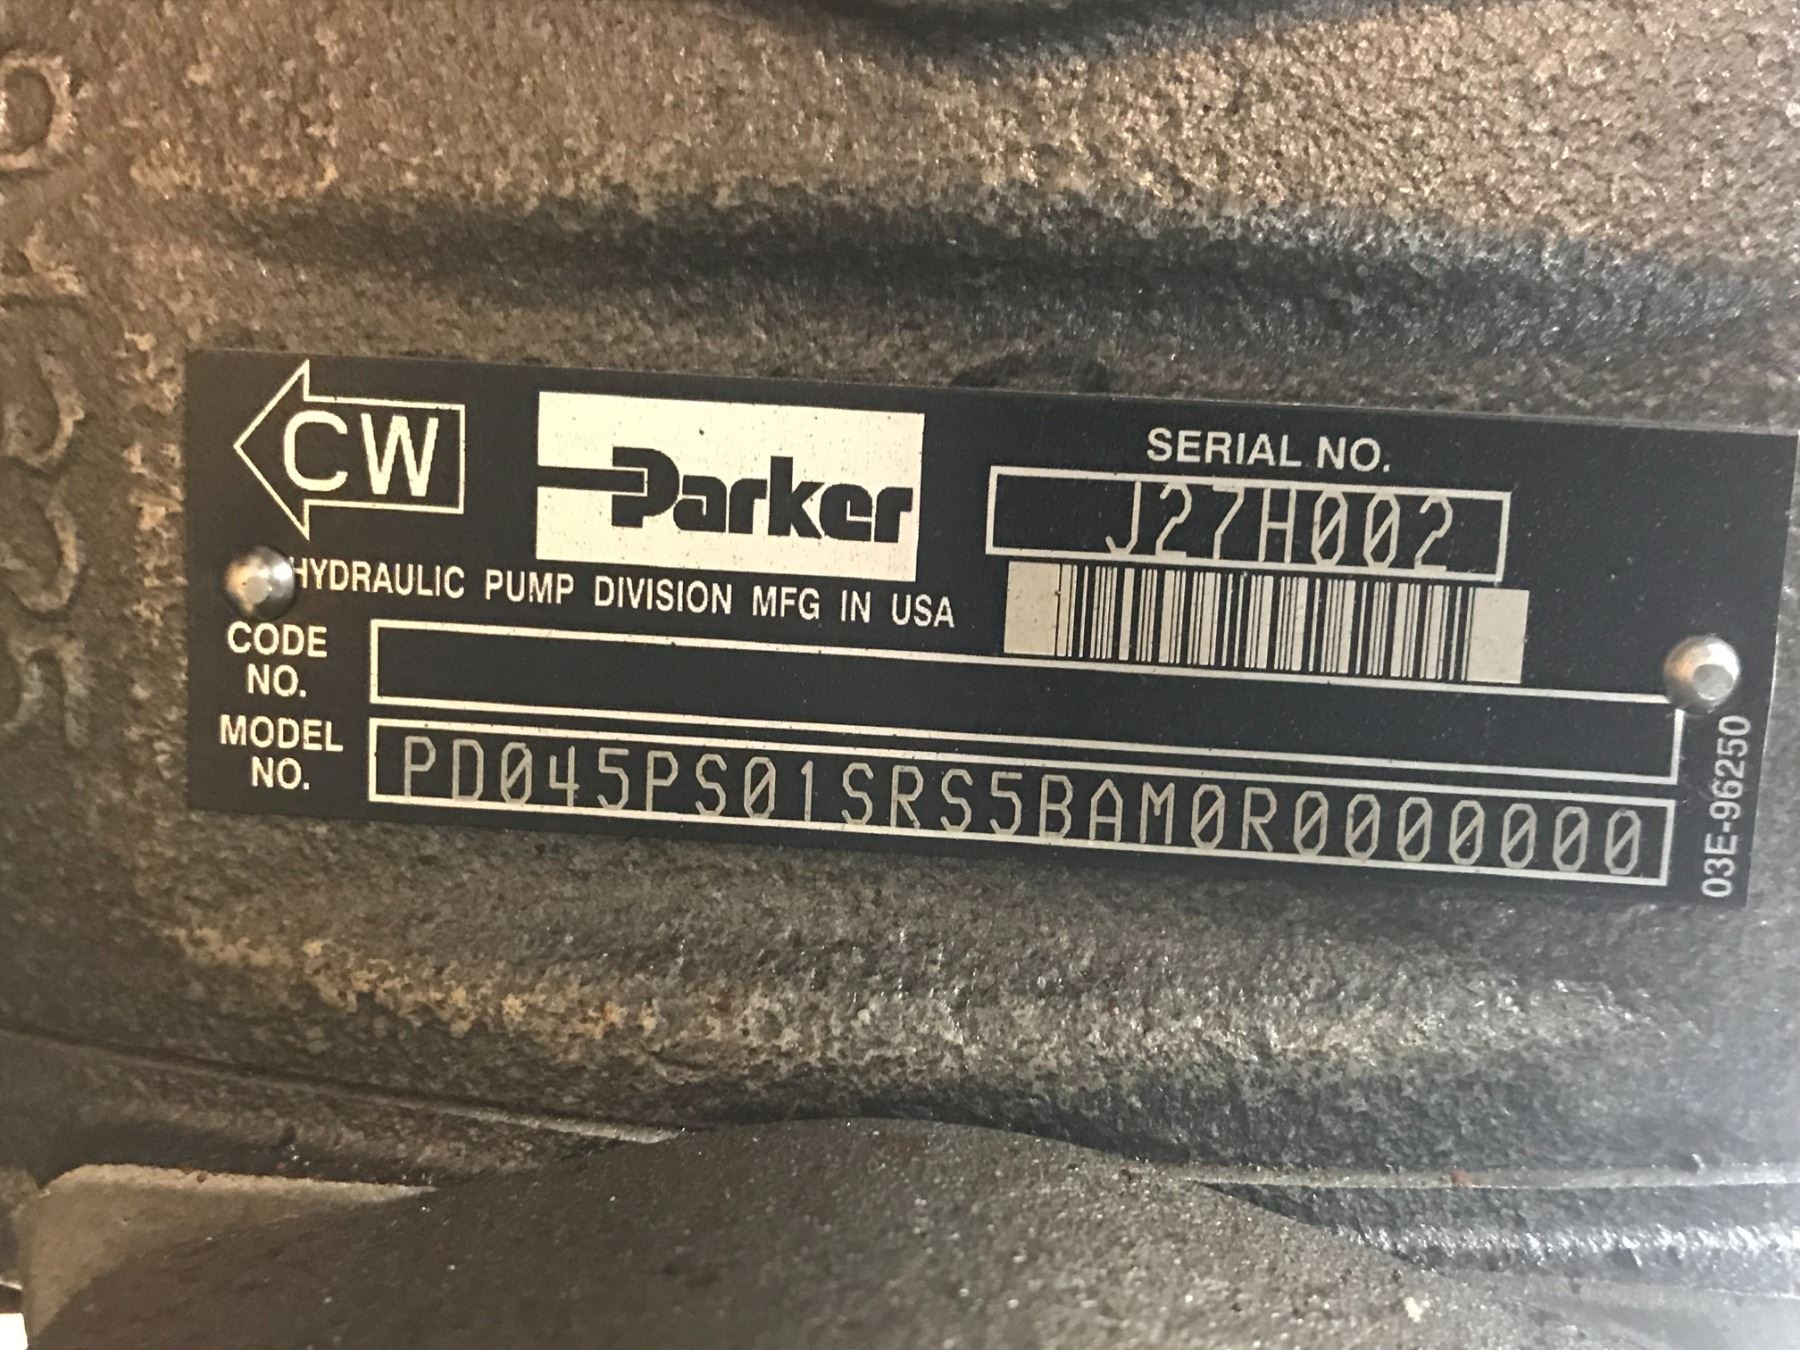 CW
Parker
HYDRAULIC PUMP DIVISION MFG IN USA
SERIAL NO.
J27H002
CODE NO.
MODEL NO.
PD045PS01SRS5BAM0R0000000
03E-96250